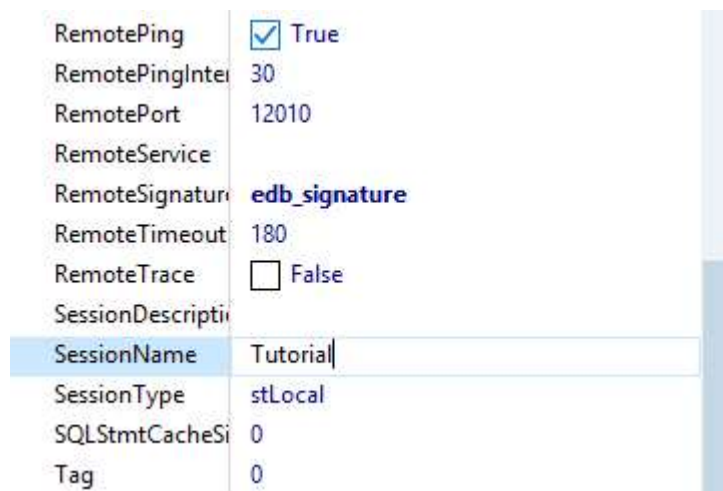 RemotePing True
RemotePingInter 30
RemotePort 12010
RemoteService
RemoteSignature edb_signature
RemoteTimeout 180
RemoteTrace False
SessionDescripti
SessionName Tutorial
SessionType stLocal
SQLStmtCacheSi 0
Tag 0